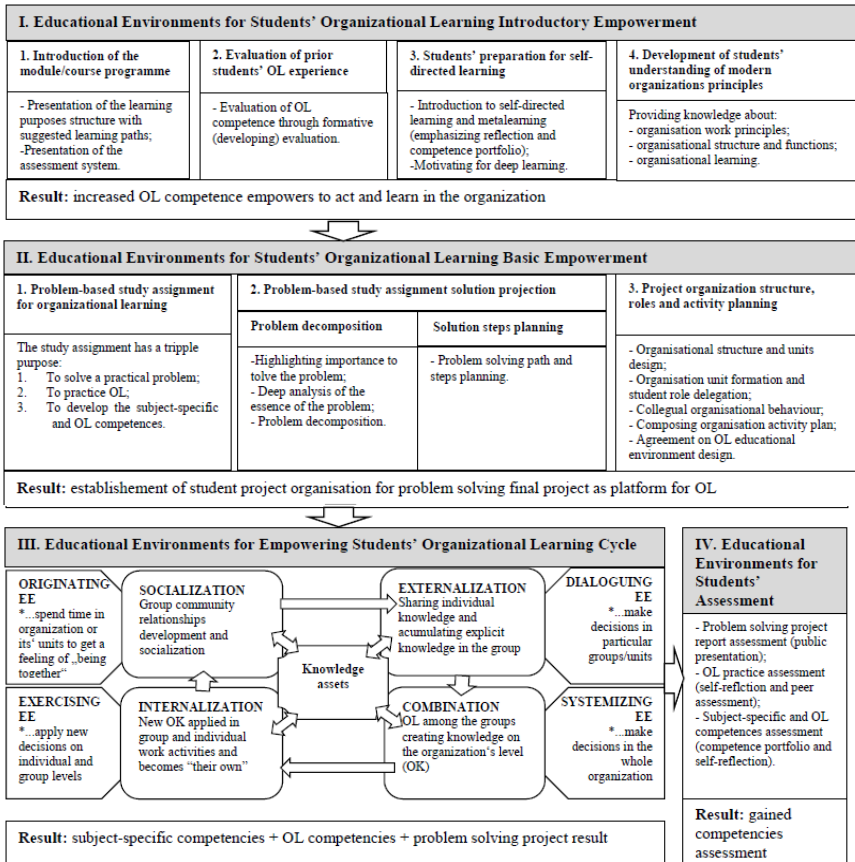 I. Educational Environments for Students' Organizational Learning Introductory Empowerment
1. Introduction of the
module/course programme
- Presentation of the learning
purposes structure with
suggested learning paths;
-Presentation of the
assessment system.
2. Evaluation of prior
students' OL experience
- Evaluation of OL
competence through formative
(developing) evaluation.
3. Students' preparation for self-
directed learning
- Introduction to self-directed
learning and metalearning
(emphasizing reflection and
competence portfolio);
-Motivating for deep learning.
4. Development of students'
understanding of modern
organizations principles
Providing knowledge about:
- organisation work principles;
- organisational structure and functions;
- organisational learning.
Result: increased OL competence empowers to act and learn in the organization
II. Educational Environments for Students' Organizational Learning Basic Empowerment
1. Problem-based study assignment
for organizational learning
The study assignment has a tripple
purpose:
1. To solve a practical problem;
2. To practice OL;
3. To develop the subject-specific
and OL competences.
2. Problem-based study assignment solution projection
Problem decomposition
-Highlighting importance to
tolve the problem;
- Deep analysis of the
essence of the problem;
- Problem decomposition.
Solution steps planning
- Problem solving path and
steps planning.
3. Project organization structure,
roles and activity planning
- Organisational structure and units
design;
- Organisation unit formation and
student role delegation;
- Collegual organisational behaviour;
- Composing organisation activity plan;
- Agreement on OL educational
environment design.
Result: establishement of student project organisation for problem solving final project as platform for OL
III. Educational Environments for Empowering Students' Organizational Learning Cycle
ORIGINATING
EE
*...spend time in
organization or
its' units to get a
feeling of „being
together"
SOCIALIZATION
Group community
relationships
development and
socialization
EXTERNALIZATION
Sharing individual
knowledge and
acumulating explicit
knowledge in the group
DIALOGUING
EE
*...make
decisions in
particular
groups/units
Knowledge
assets
EXERCISING
EE
*...apply new
decisions on
individual and
group levels
INTERNALIZATION
New OK applied in
group and individual
work activities and
becomes "their own"
COMBINATION
OL among the groups
creating knowledge on
the organization's level
(OK)
SYSTEMIZING
EE
*...make
decisions in the
whole
organization
Result: subject-specific competencies + OL competencies + problem solving project result
IV. Educational
Environments for
Students'
Assessment
- Problem solving project
report assessment (public
presentation);
- OL practice assessment
(self-reflction and peer
assessment);
- Subject-specific and OL
competences assessment
(competence portfolio and
self-reflection).
Result: gained
competencies
assessment